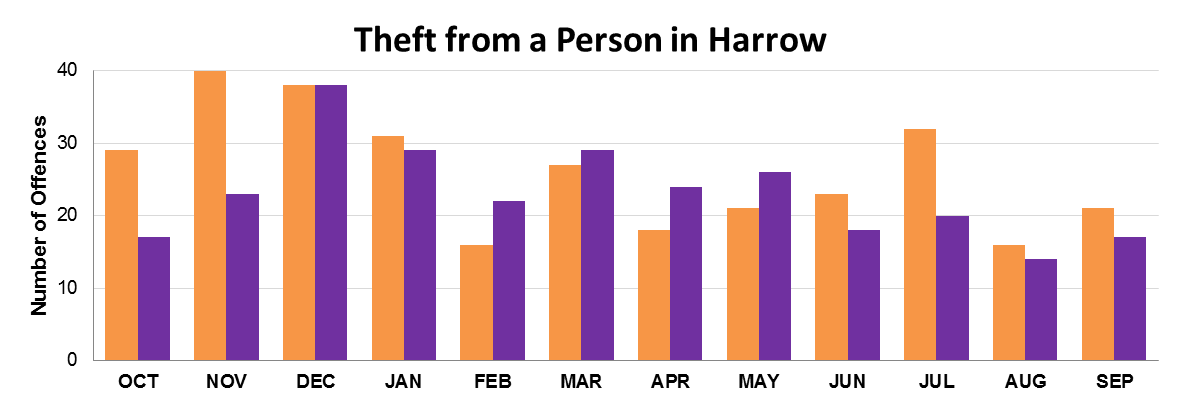 Theft from a Person in Harrow
Number of Offences
40
30
20
10
0
OCT NOV DEC JAN FEB MAR APR MAY JUN JUL AUG SEP